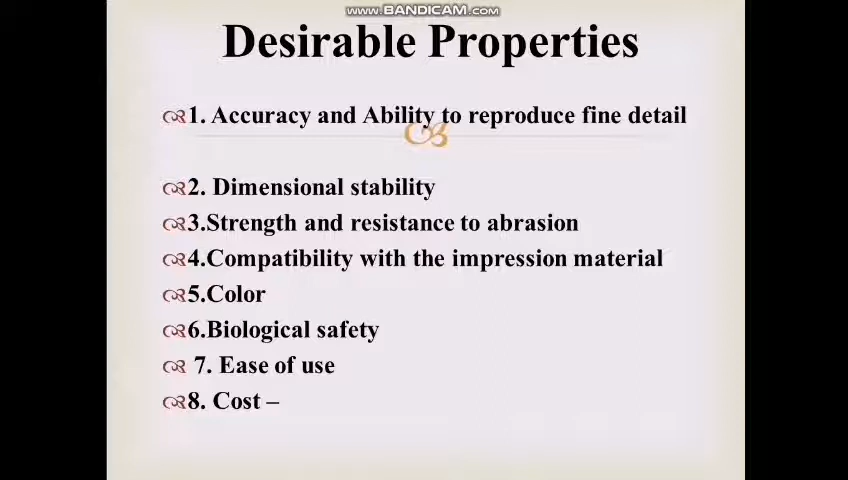 www.BANDICAM.com
Desirable Properties
1. Accuracy and Ability to reproduce fine detail
2. Dimensional stability
3.Strength and resistance to abrasion
4.Compatibility with the impression material
5.Color
6.Biological safety
7. Ease of use
8. Cost –